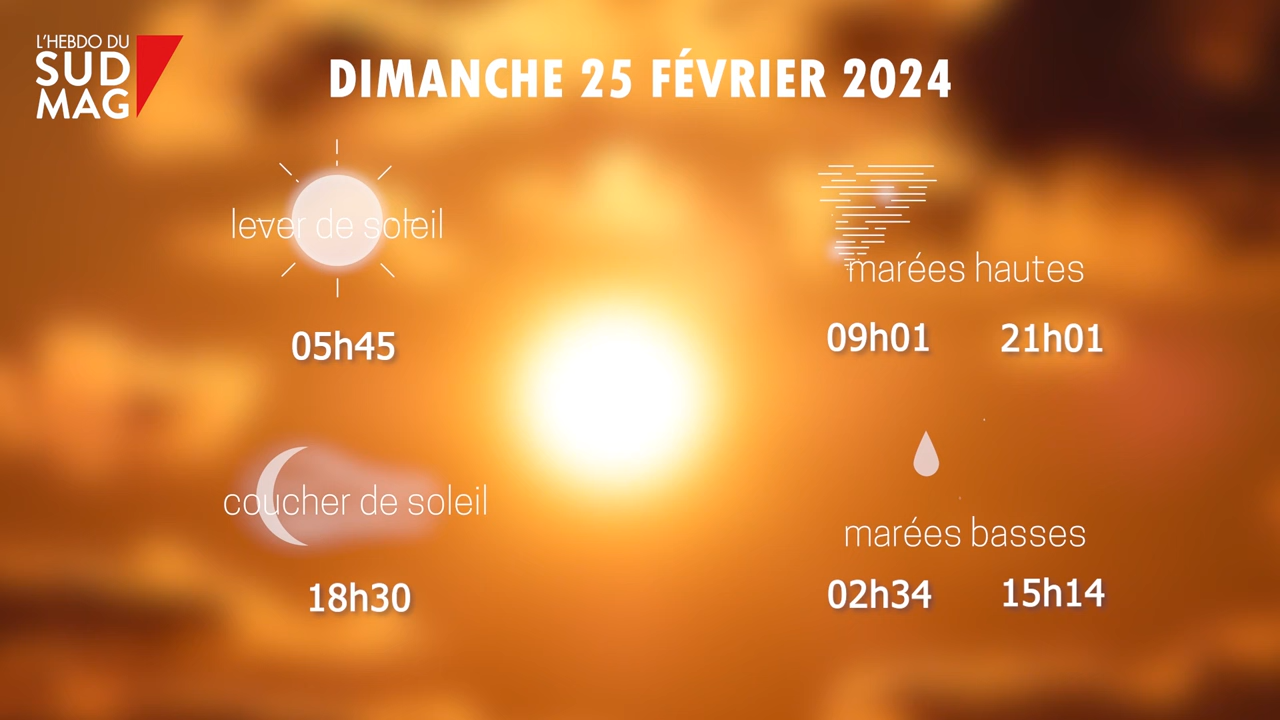 L'HEBDO DU
SUD
MAG
DIMANCHE 25 FÉVRIER 2024
lever de soleil
05h45
coucher de soleil
18h30
marées hautes
09h01 21h01
marées basses
02h34 15h14